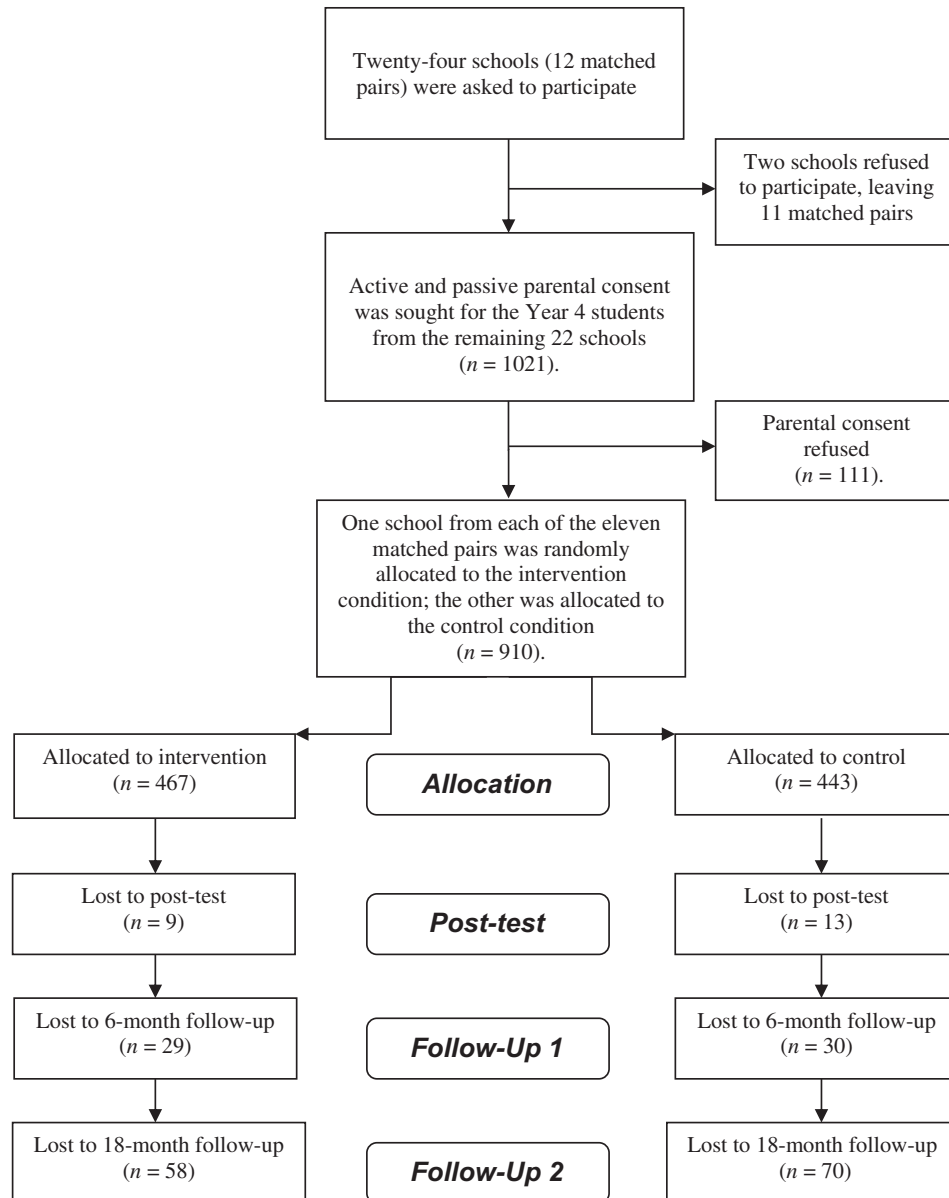 Twenty-four schools (12 matched
pairs) were asked to participate
Two schools refused
to participate, leaving
11 matched pairs
Active and passive parental consent
was sought for the Year 4 students
from the remaining 22 schools
(n = 1021).
Parental consent
refused
(n = 111).
One school from each of the eleven
matched pairs was randomly
allocated to the intervention
condition; the other was allocated to
the control condition
(n = 910).
Allocated to intervention
(n = 467)
Allocation
Allocated to control
(n = 443)
Lost to post-test
(n = 9)
Post-test
Lost to post-test
(n = 13)
Lost to 6-month follow-up
(n = 29)
Follow-Up 1
Lost to 6-month follow-up
(n = 30)
Lost to 18-month follow-up
(n = 58)
Follow-Up 2
Lost to 18-month follow-up
(n = 70)